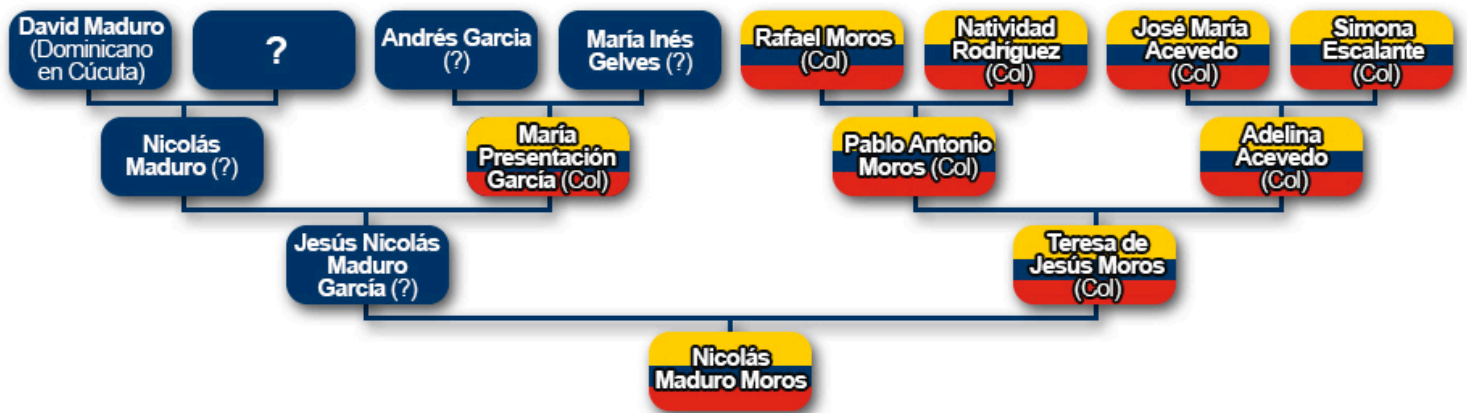 David Maduro
(Dominicano
en Cúcuta)
?
Andrés Garcia
(?)
María Inés
Gelves (?)
Rafael Moros
(Col)
Natividad
Rodríguez
(Col)
José María
Acevedo
(Col)
Simona
Escalante
(Col)
Nicolás
Maduro (?)
María
Presentación
García (Col)
Pablo Antonio
Moros (Col)
Adelina
Acevedo
(Col)
Jesús Nicolás
Maduro
García (?)
Teresa de
Jesús Moros
(Col)
Nicolás
Maduro Moros